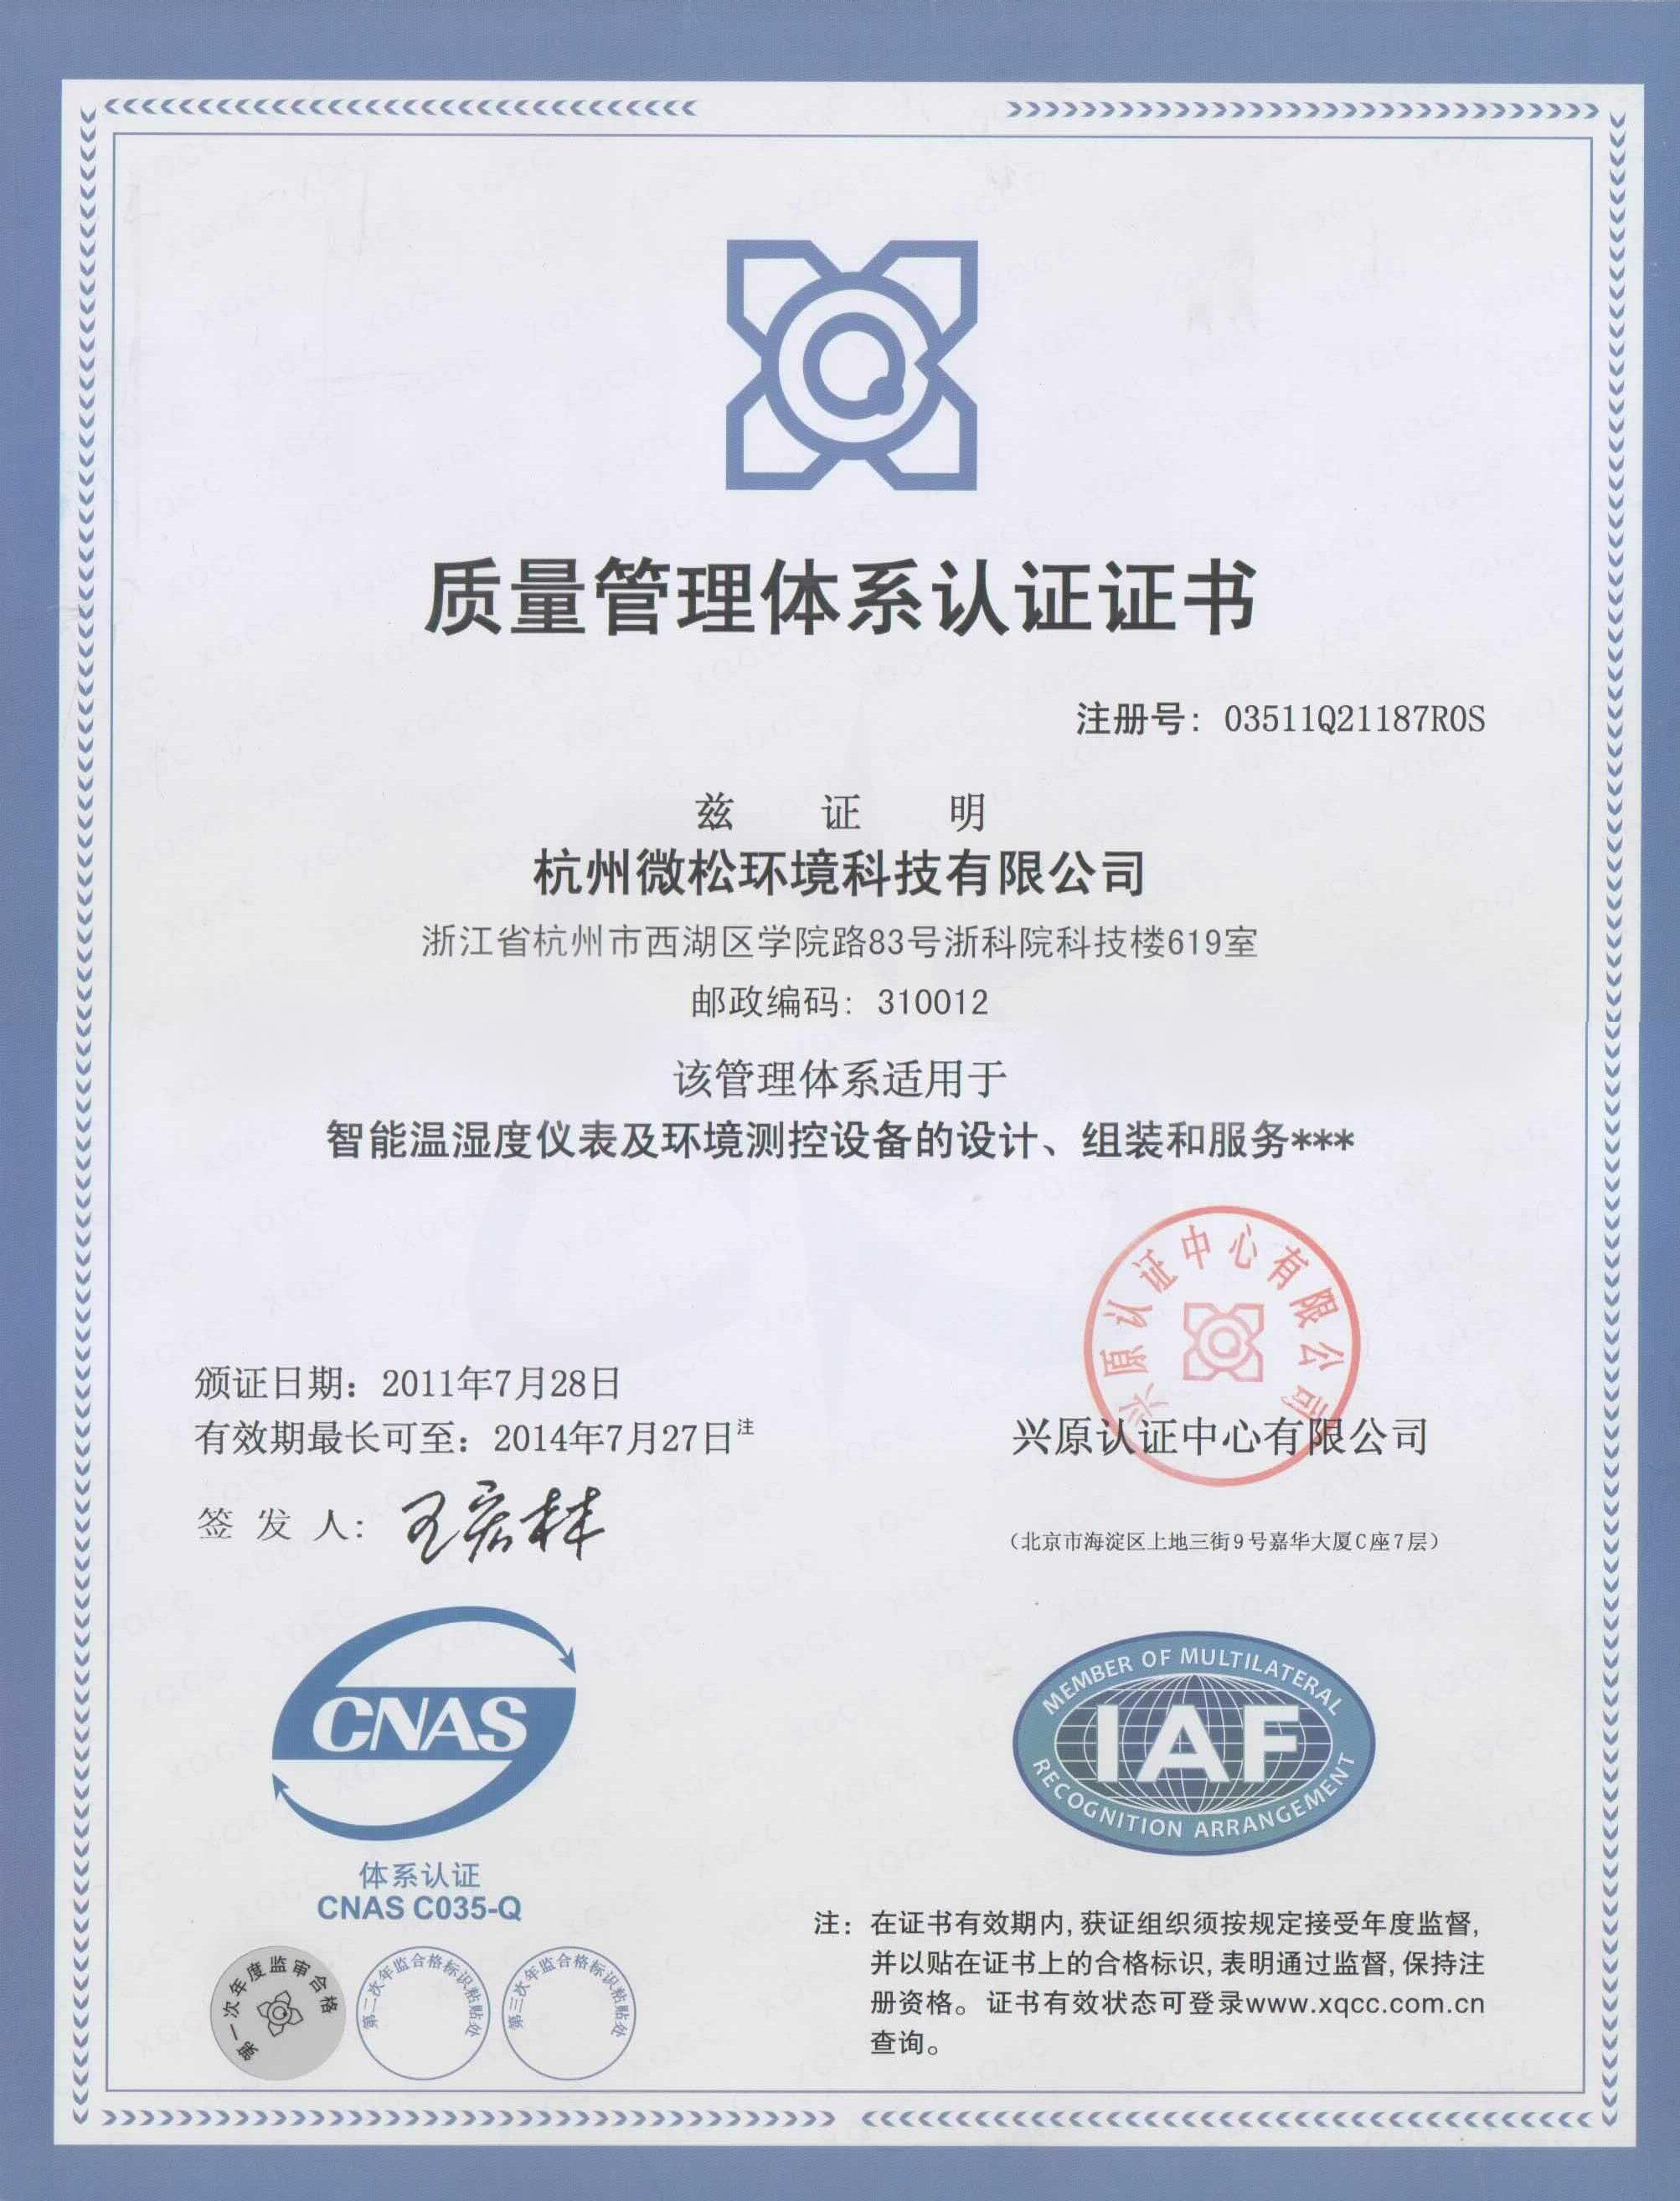 质量管理体系认证证书
注册号：03511Q21187R0S
兹 证 明
杭州微松环境科技有限公司
浙江省杭州市西湖区学院路83号浙科院科技楼619室
邮政编码：310012
该管理体系适用于
智能温湿度仪表及环境测控设备的设计、组装和服务***
兴原认证中心有限公司
颁证日期：2011年7月28日
有效期最长可至：2014年7月27日注
兴原认证中心有限公司
签 发 人：王宏林
（北京市海淀区上地三街9号嘉华大厦C座7层）
CNAS
体系认证
CNAS C035-Q
MEMBER OF MULTILATERAL
IAF
RECOGNITION ARRANGEMENT
第一次年度监审合格
第二次年监合格标识粘贴处
第三次年监合格标识粘贴处
注：在证书有效期内,获证组织须按规定接受年度监督,
并以贴在证书上的合格标识,表明通过监督,保持注
册资格。证书有效状态可登录www.xqcc.com.cn
查询。